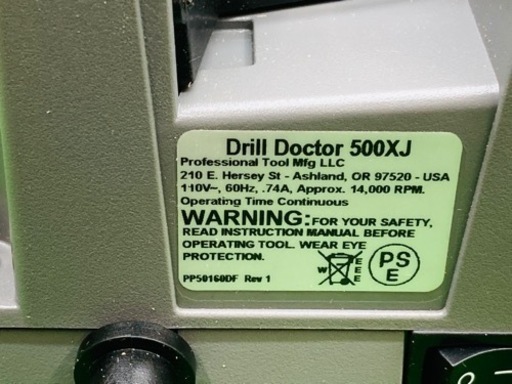 Drill Doctor 500XJ
Professional Tool Mfg LLC
210 E. Hersey St - Ashland, OR 97520 - USA
110V~, 60Hz, .74A, Approx. 14,000 RPM.
Operating Time Continuous
WARNING: FOR YOUR SAFETY,
READ INSTRUCTION MANUAL BEFORE
OPERATING TOOL. WEAR EYE
PROTECTION.
W E E E
PS E
PP50160DF Rev 1